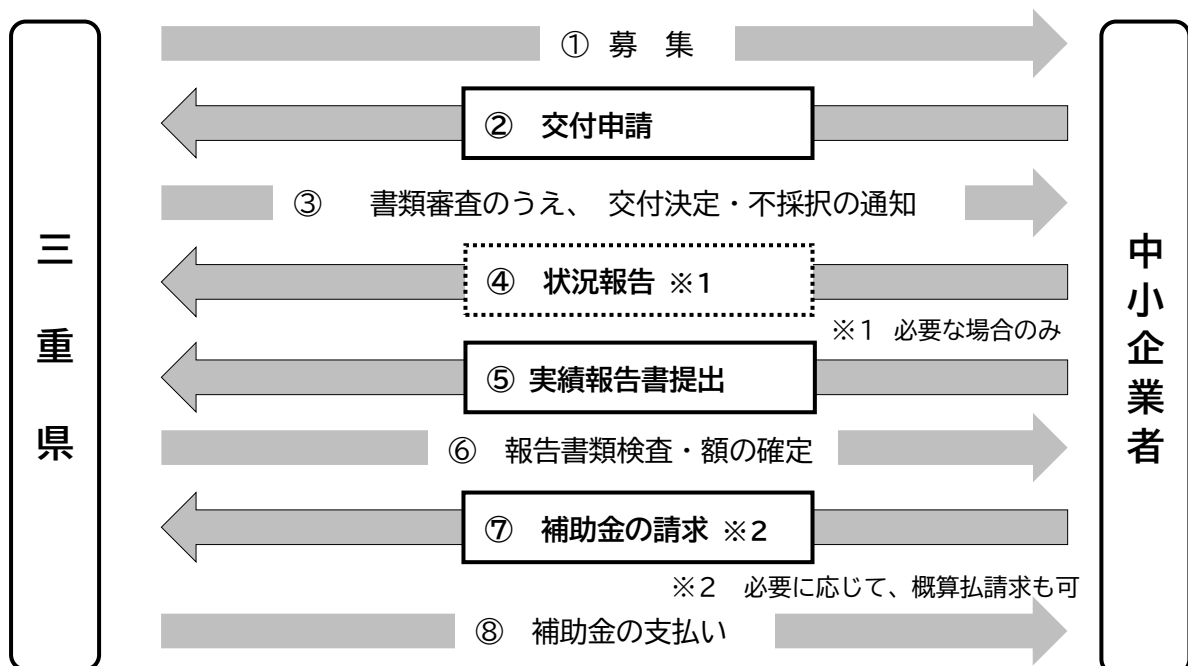 三重県
① 募　集
②　交付申請
③　書類審査のうえ、 交付決定・不採択の通知
④　状況報告 ※１
※１ 必要な場合のみ
⑤ 実績報告書提出
⑥　報告書類検査・額の確定
⑦　補助金の請求 ※２
※２　必要に応じて、概算払請求も可
⑧　補助金の支払い
中小企業者